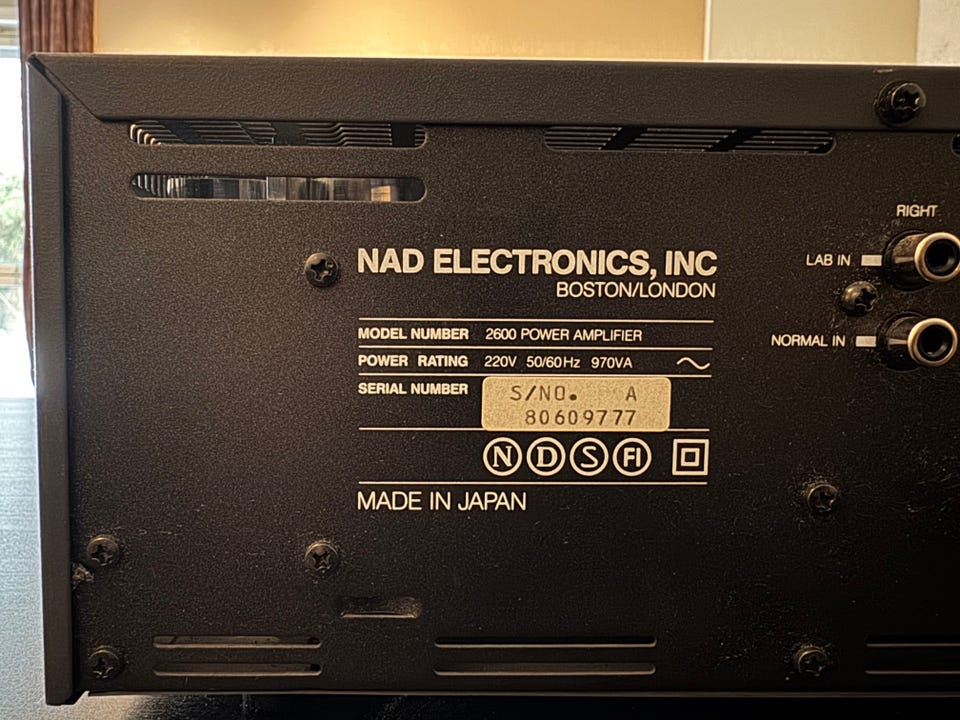 NAD ELECTRONICS, INC
BOSTON/LONDON
MODEL NUMBER 2600 POWER AMPLIFIER
POWER RATING 220V 50/60Hz 970VA
SERIAL NUMBER S/NO. A
80609777
N D S FI
MADE IN JAPAN
RIGHT
LAB IN
NORMAL IN